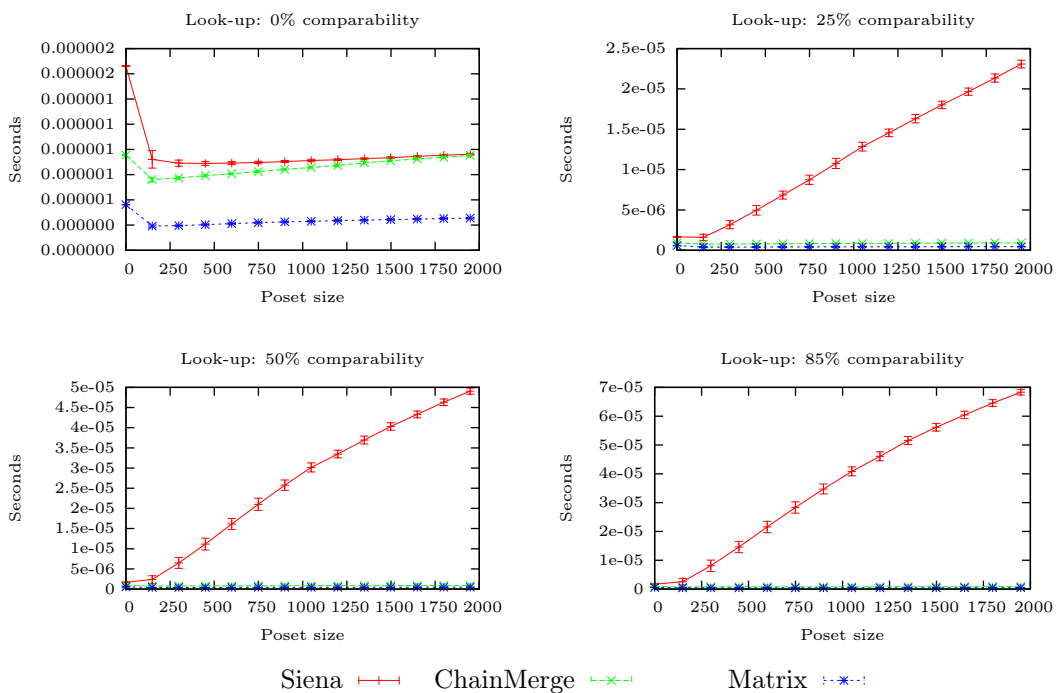 Look-up: 0% comparability
0.000002
0.000002
0.000001
0.000001
0.000001
0.000001
0.000001
0.000000
0.000000
Seconds
0 250 500 750 1000 1250 1500 1750 2000
Poset size
Look-up: 25% comparability
2.5e-05
2e-05
1.5e-05
1e-05
5e-06
0
Seconds
0 250 500 750 1000 1250 1500 1750 2000
Poset size
Look-up: 50% comparability
5e-05
4.5e-05
4e-05
3.5e-05
3e-05
2.5e-05
2e-05
1.5e-05
1e-05
5e-06
0
Seconds
0 250 500 750 1000 1250 1500 1750 2000
Poset size
Look-up: 85% comparability
7e-05
6e-05
5e-05
4e-05
3e-05
2e-05
1e-05
0
Seconds
0 250 500 750 1000 1250 1500 1750 2000
Poset size
Siena ChainMerge Matrix